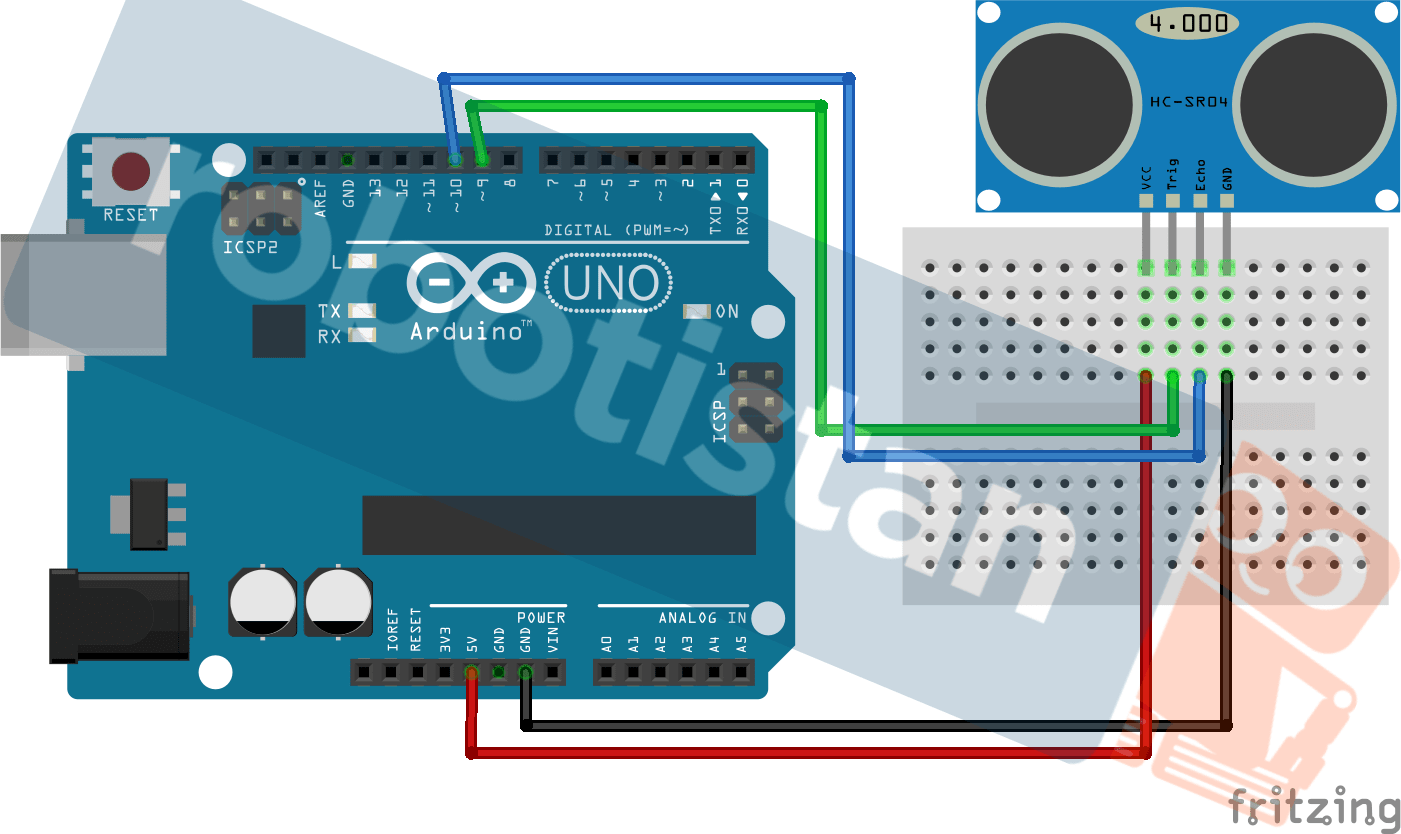 4.000
HC-SR04
VCC
Trig
Echo
GND
RESET
ICSP2
AREF
GND
13
12
~11
~10
~9
8
7
~6
~5
4
~3
2
TX0▶1
RX0◀0
DIGITAL (PWM=~)
L
TX
RX
UNO
Arduino™
ON
1
ICSP
robotistan
POWER
ANALOG IN
IOREF
RESET
3V3
5V
GND
GND
VIN
A0
A1
A2
A3
A4
A5
fritzing